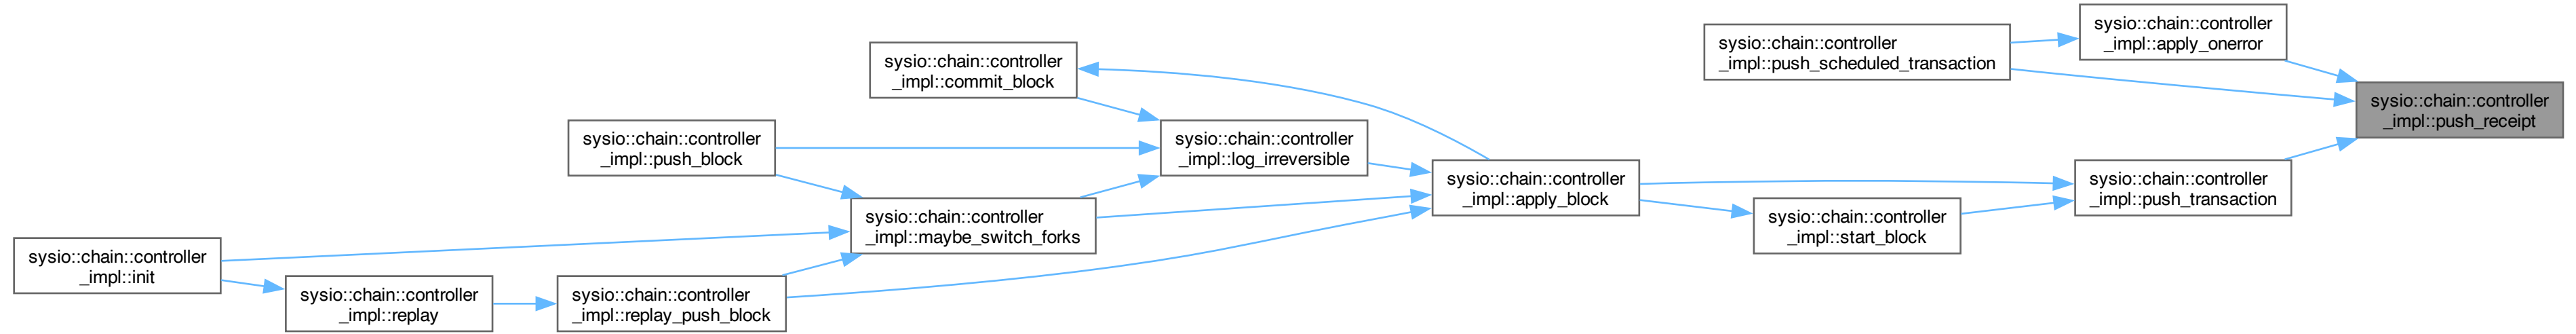 sysio::chain::controller
_impl::init
sysio::chain::controller
_impl::replay
sysio::chain::controller
_impl::push_block
sysio::chain::controller
_impl::replay_push_block
sysio::chain::controller
_impl::commit_block
sysio::chain::controller
_impl::maybe_switch_forks
sysio::chain::controller
_impl::log_irreversible
sysio::chain::controller
_impl::apply_block
sysio::chain::controller
_impl::push_scheduled_transaction
sysio::chain::controller
_impl::start_block
sysio::chain::controller
_impl::apply_onerror
sysio::chain::controller
_impl::push_transaction
sysio::chain::controller
_impl::push_receipt